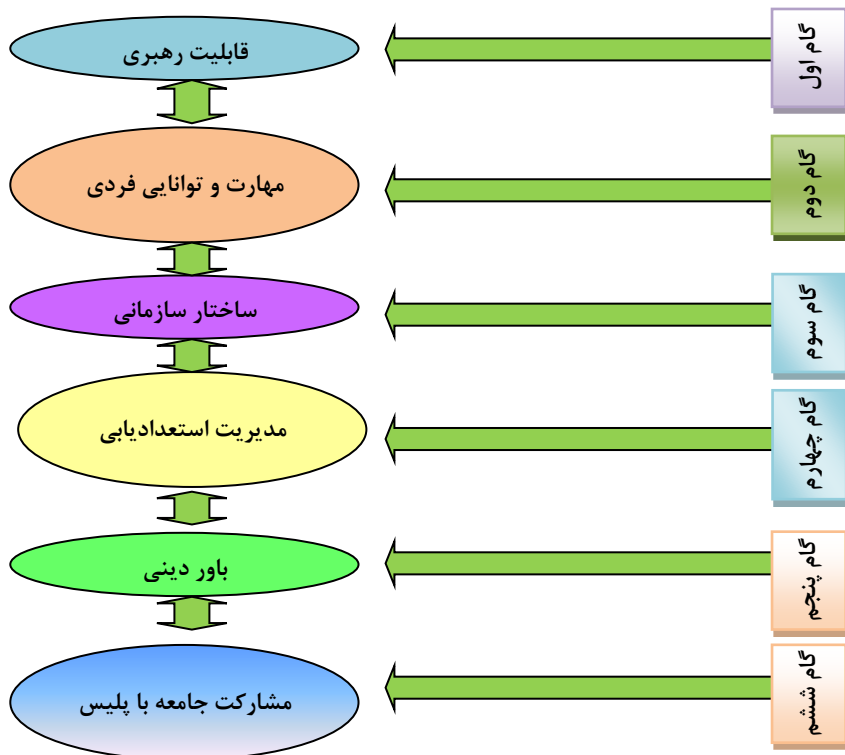 گام اول
قابلیت رهبری
گام دوم
مهارت و توانایی فردی
گام سوم
ساختار سازمانی
گام چهارم
مدیریت استعدادیابی
گام پنجم
باور دینی
گام ششم
مشارکت جامعه با پلیس